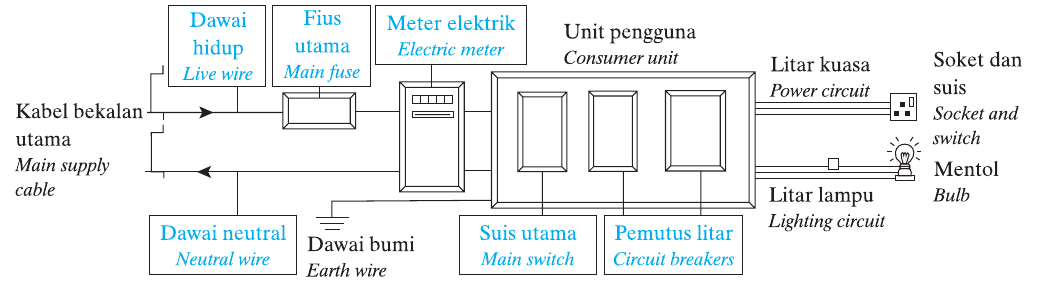 Dawai
hidup
Live wire
Fius
utama
Main fuse
Meter elektrik
Electric meter
Unit pengguna
Consumer unit
Litar kuasa
Power circuit
Soket dan
suis
Socket and
switch
Kabel bekalan
utama
Main supply
cable
Mentol
Bulb
Litar lampu
Lighting circuit
Dawai neutral
Neutral wire
Dawai bumi
Earth wire
Suis utama
Main switch
Pemutus litar
Circuit breakers